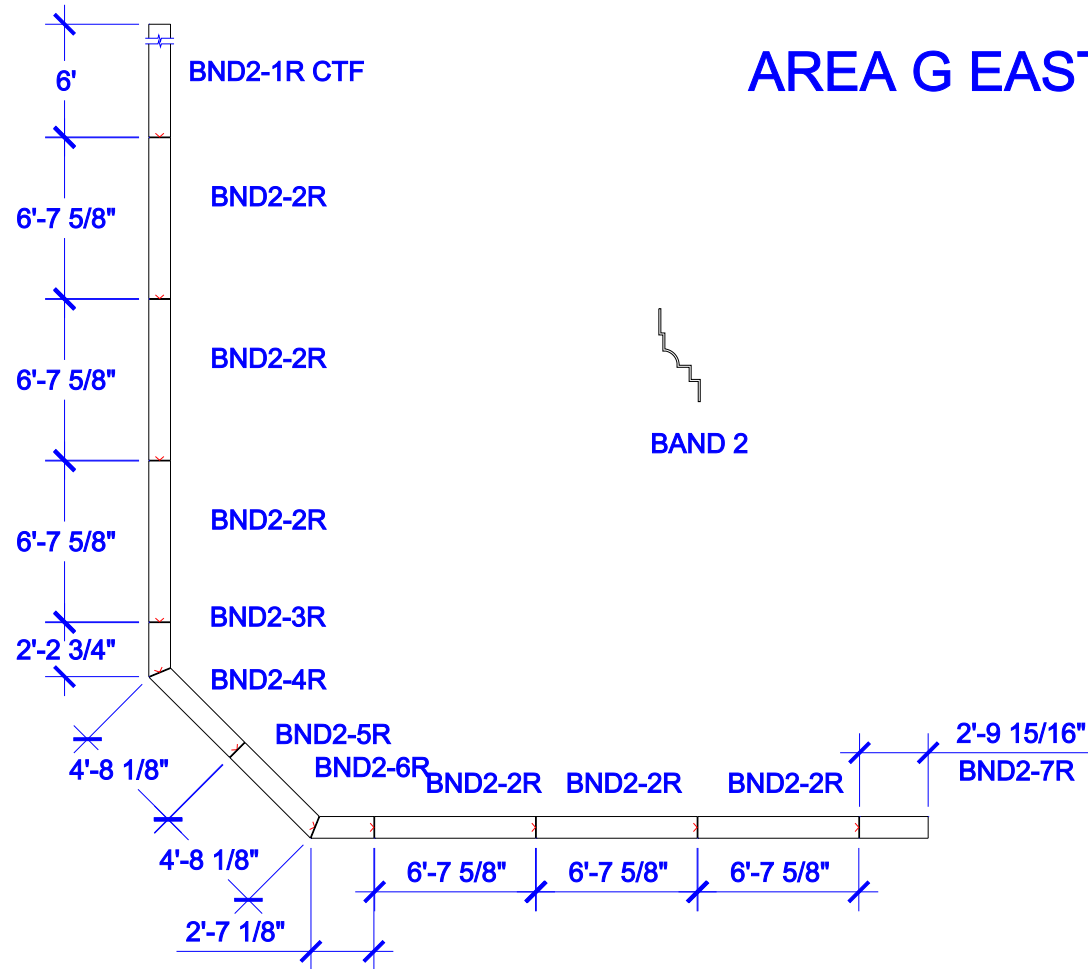 AREA G EAST
6'
BND2-1R CTF
6'-7 5/8"
BND2-2R
6'-7 5/8"
BND2-2R
BAND 2
6'-7 5/8"
BND2-2R
2'-2 3/4"
BND2-3R
BND2-4R
4'-8 1/8"
BND2-5R
BND2-6R
BND2-2R
BND2-2R
BND2-2R
2'-9 15/16"
BND2-7R
4'-8 1/8"
6'-7 5/8"
6'-7 5/8"
6'-7 5/8"
2'-7 1/8"